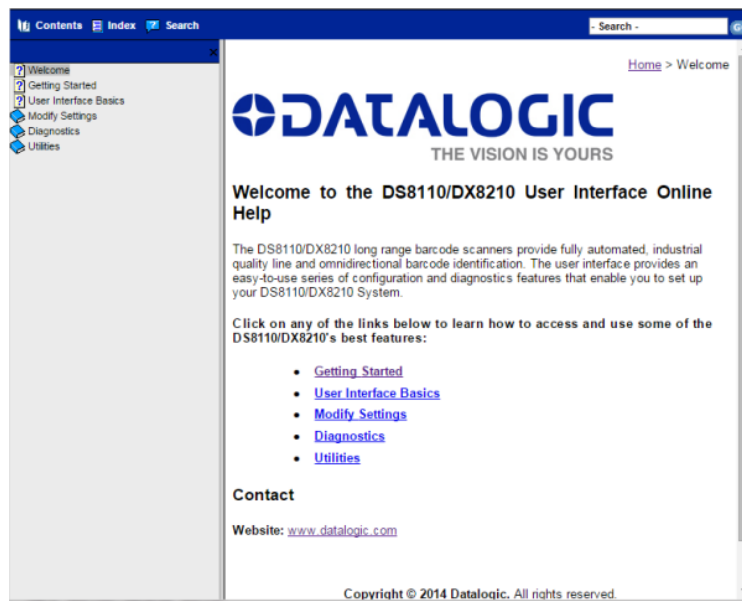 Contents Index Search - Search - G
Welcome
Getting Started
User Interface Basics
Modify Settings
Diagnostics
Utilities
Home > Welcome
DATALOGIC
THE VISION IS YOURS
Welcome to the DS8110/DX8210 User Interface Online
Help
The DS8110/DX8210 long range barcode scanners provide fully automated, industrial
quality line and omnidirectional barcode identification. The user interface provides an
easy-to-use series of configuration and diagnostics features that enable you to set up
your DS8110/DX8210 System.
Click on any of the links below to learn how to access and use some of the
DS8110/DX8210's best features:
• Getting Started
• User Interface Basics
• Modify Settings
• Diagnostics
• Utilities
Contact
Website: www.datalogic.com
Copyright © 2014 Datalogic. All rights reserved.